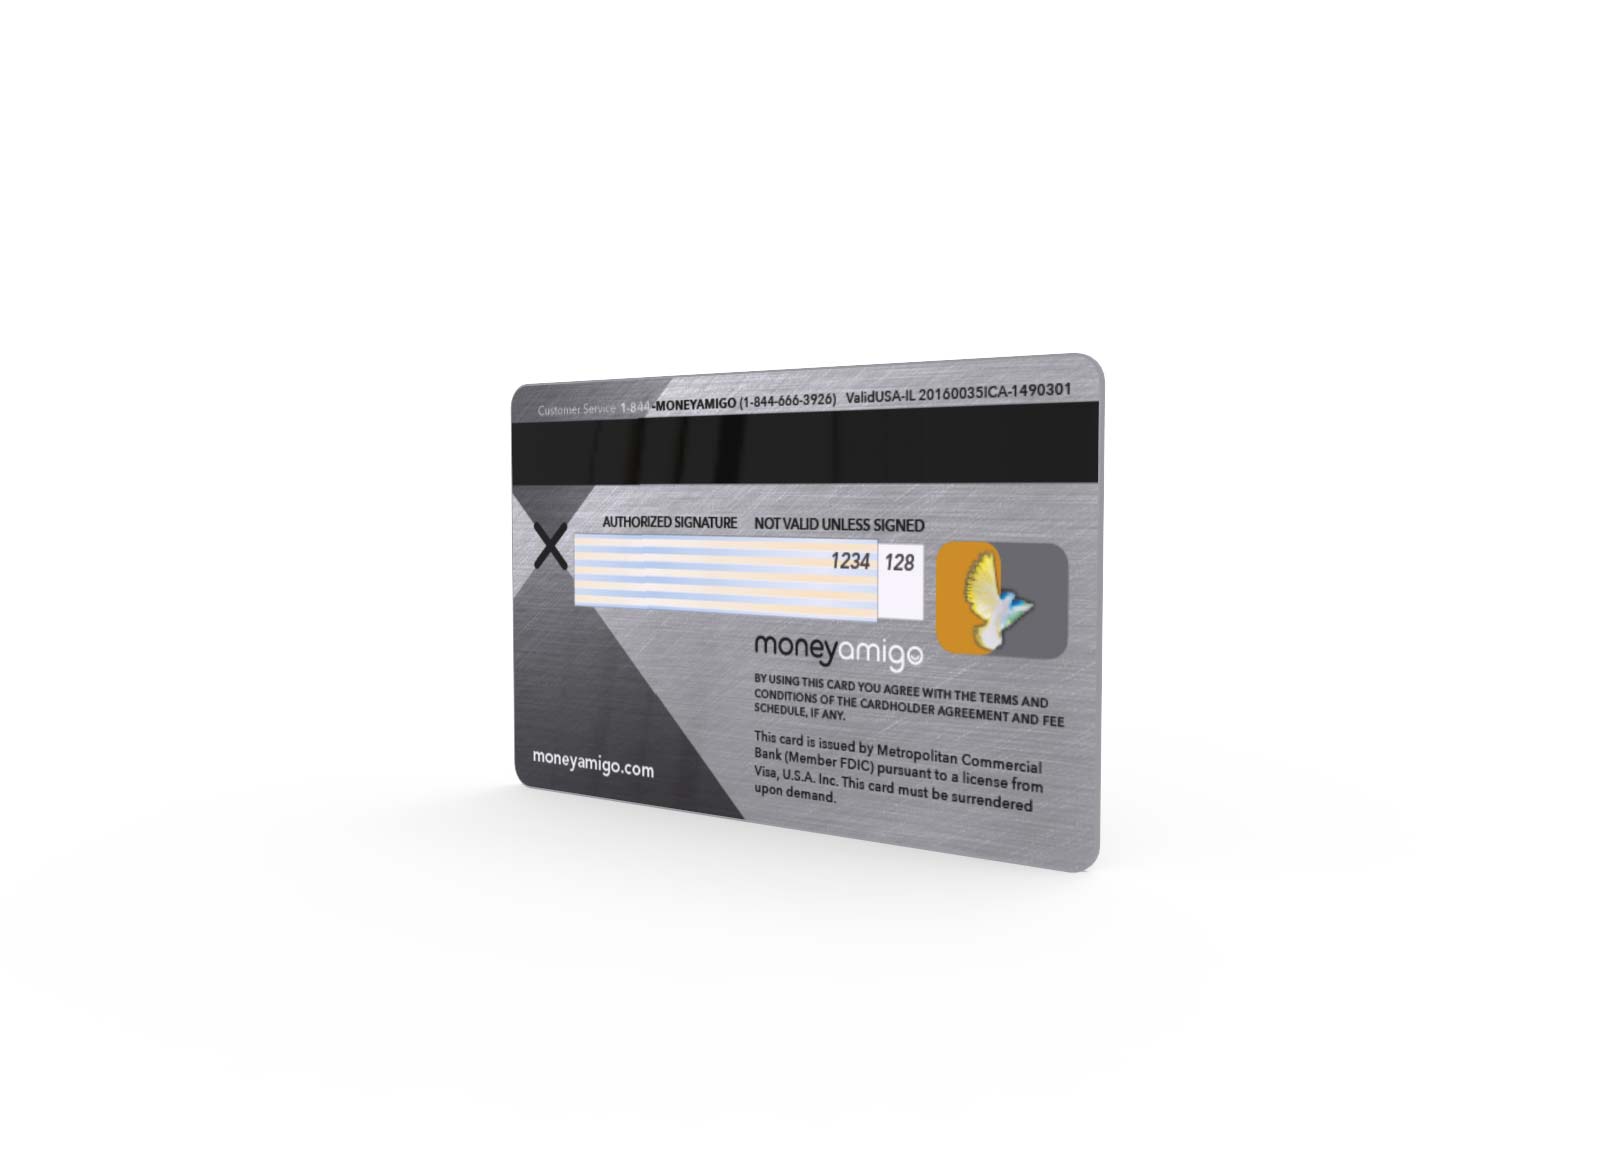 Customer Service 1-844-MONEYAMIGO (1-844-666-3926) ValidUSA-IL 20160035ICA-1490301
AUTHORIZED SIGNATURE NOT VALID UNLESS SIGNED
X
1234 128
moneyamigo
BY USING THIS CARD YOU AGREE WITH THE TERMS AND
CONDITIONS OF THE CARDHOLDER AGREEMENT AND FEE
SCHEDULE, IF ANY.
This card is issued by Metropolitan Commercial
Bank (Member FDIC) pursuant to a license from
Visa, U.S.A. Inc. This card must be surrendered
upon demand.
moneyamigo.com